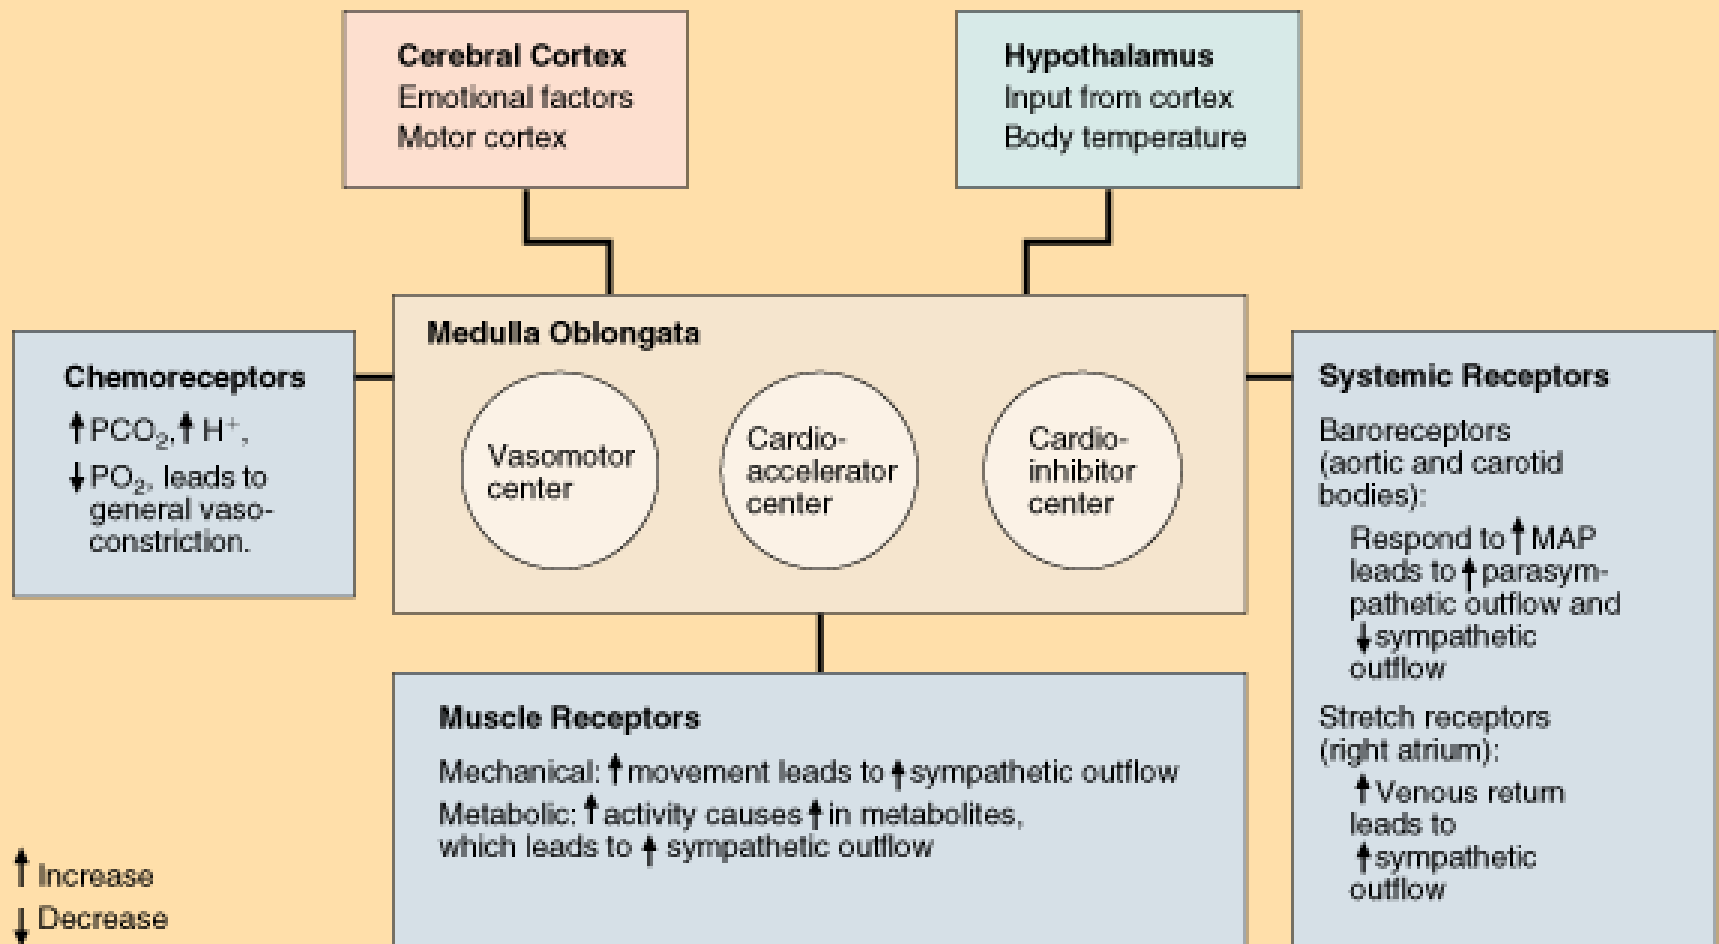 Cerebral Cortex
Emotional factors
Motor cortex
Hypothalamus
Input from cortex
Body temperature
Medulla Oblongata
Vasomotor
center
Cardio-
accelerator
center
Cardio-
inhibitor
center
Chemoreceptors
↑PCO₂,↑H⁺,
↓PO₂, leads to
general vaso-
constriction.
Systemic Receptors
Baroreceptors
(aortic and carotid
bodies):
Respond to ↑MAP
leads to ↑parasym-
pathetic outflow and
↓sympathetic
outflow
Stretch receptors
(right atrium):
↑Venous return
leads to
↑sympathetic
outflow
Muscle Receptors
Mechanical: ↑movement leads to ↑sympathetic outflow
Metabolic: ↑activity causes ↑in metabolites,
which leads to ↑ sympathetic outflow
↑ Increase
↓ Decrease